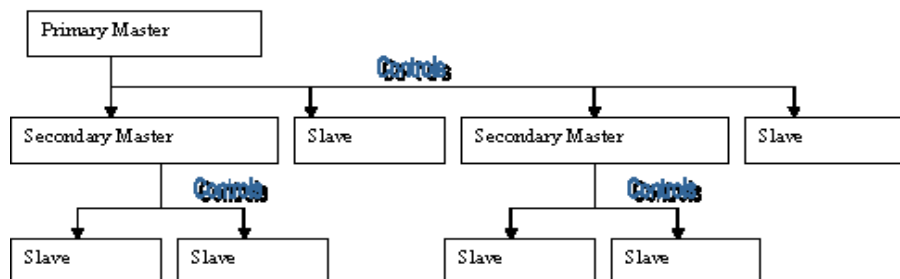 Primary Master
Controls
Secondary Master
Slave
Secondary Master
Slave
Controls
Controls
Slave
Slave
Slave
Slave